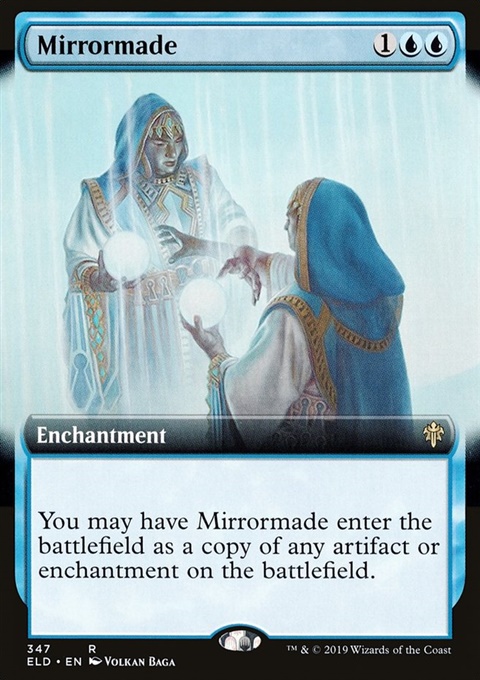 Mirrormade 1
Enchantment
You may have Mirrormade enter the
battlefield as a copy of any artifact or
enchantment on the battlefield.
347 R
ELD • EN Volkan Baga
™ & © 2019 Wizards of the Coast